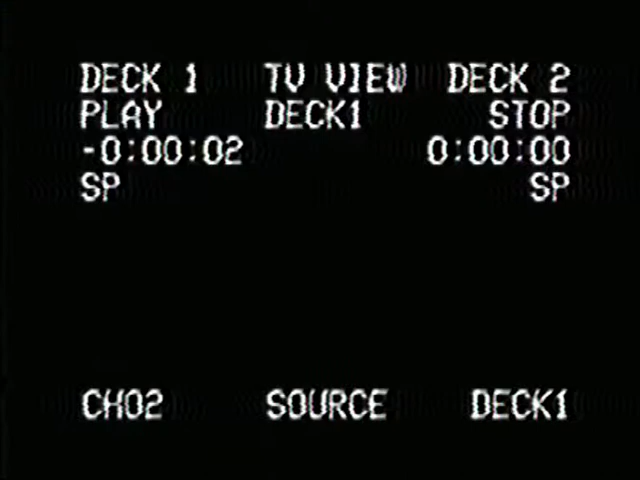 DECK 1 TV VIEW DECK 2
PLAY DECK1 STOP
-0:00:02 0:00:00
SP SP
CH02 SOURCE DECK1